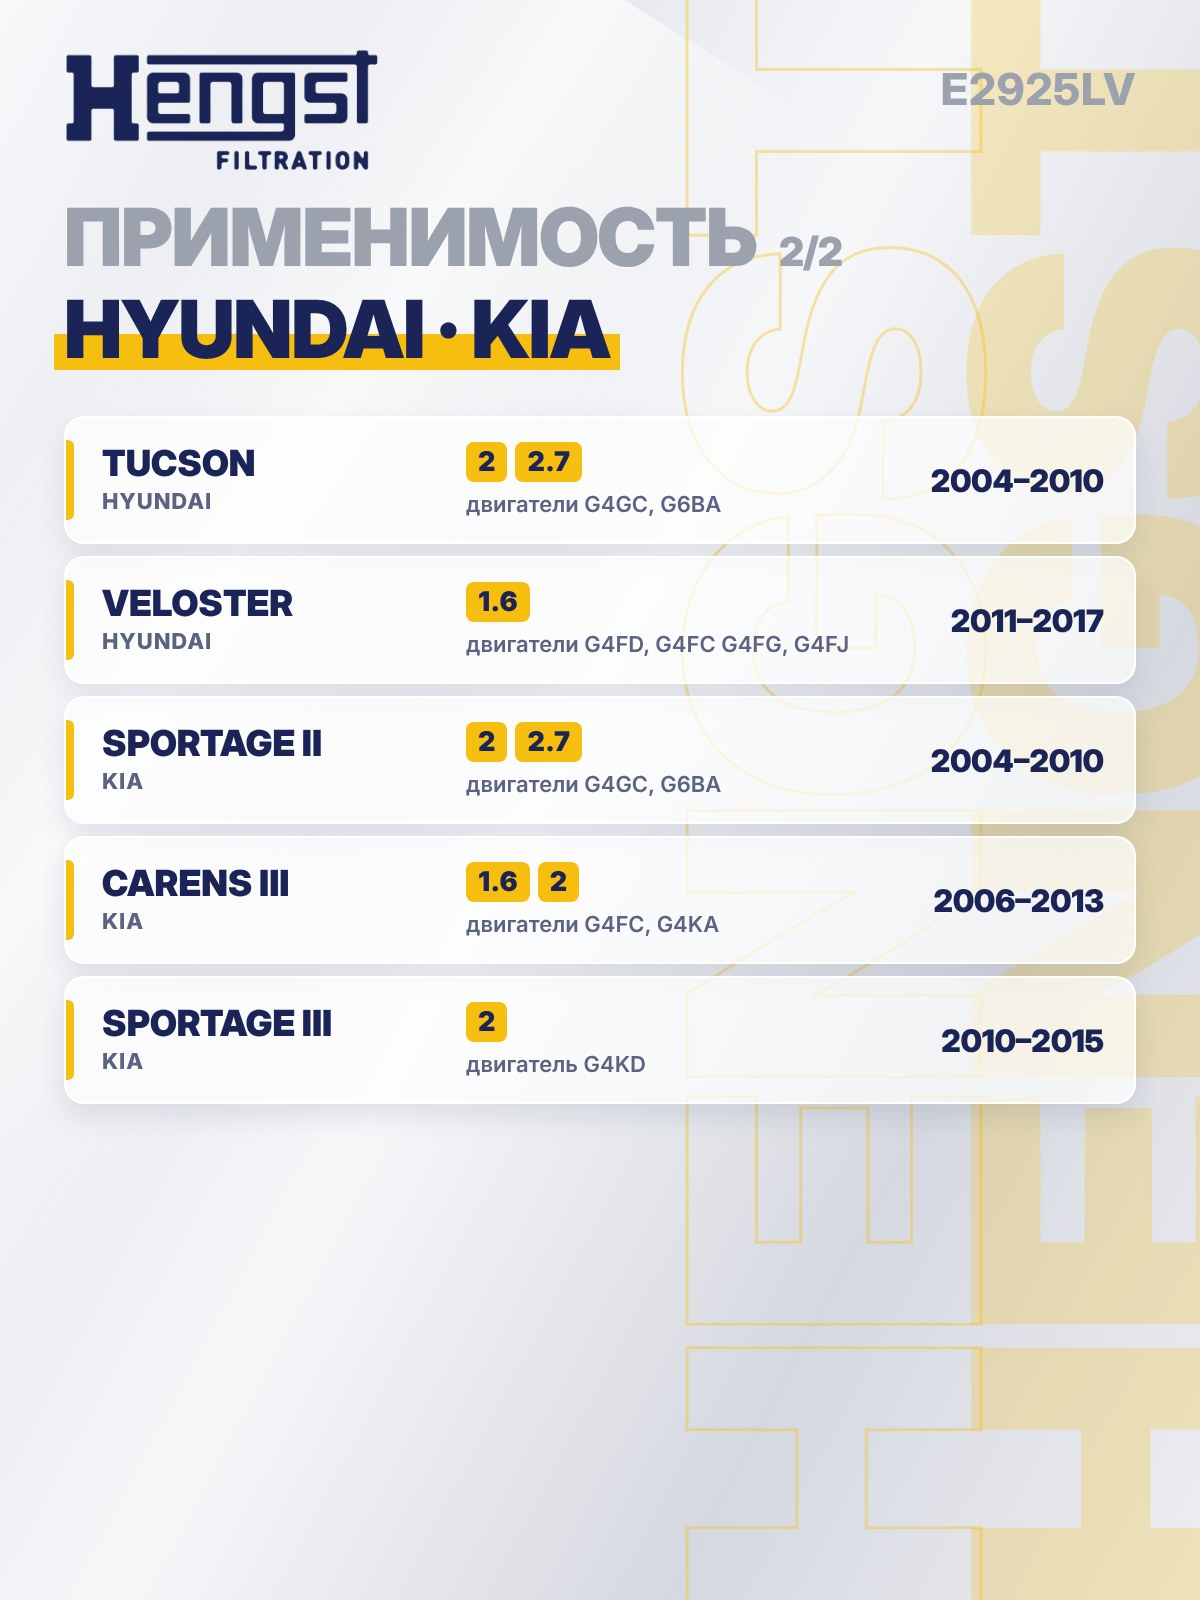 Hengst
FILTRATION
E2925LV
ПРИМЕНИМОСТЬ 2/2
HYUNDAI · KIA
TUCSON
HYUNDAI
2 2.7
двигатели G4GC, G6BA
2004–2010
VELOSTER
HYUNDAI
1.6
двигатели G4FD, G4FC G4FG, G4FJ
2011–2017
SPORTAGE II
KIA
2 2.7
двигатели G4GC, G6BA
2004–2010
CARENS III
KIA
1.6 2
двигатели G4FC, G4KA
2006–2013
SPORTAGE III
KIA
2
двигатель G4KD
2010–2015
HENGST
HENGST